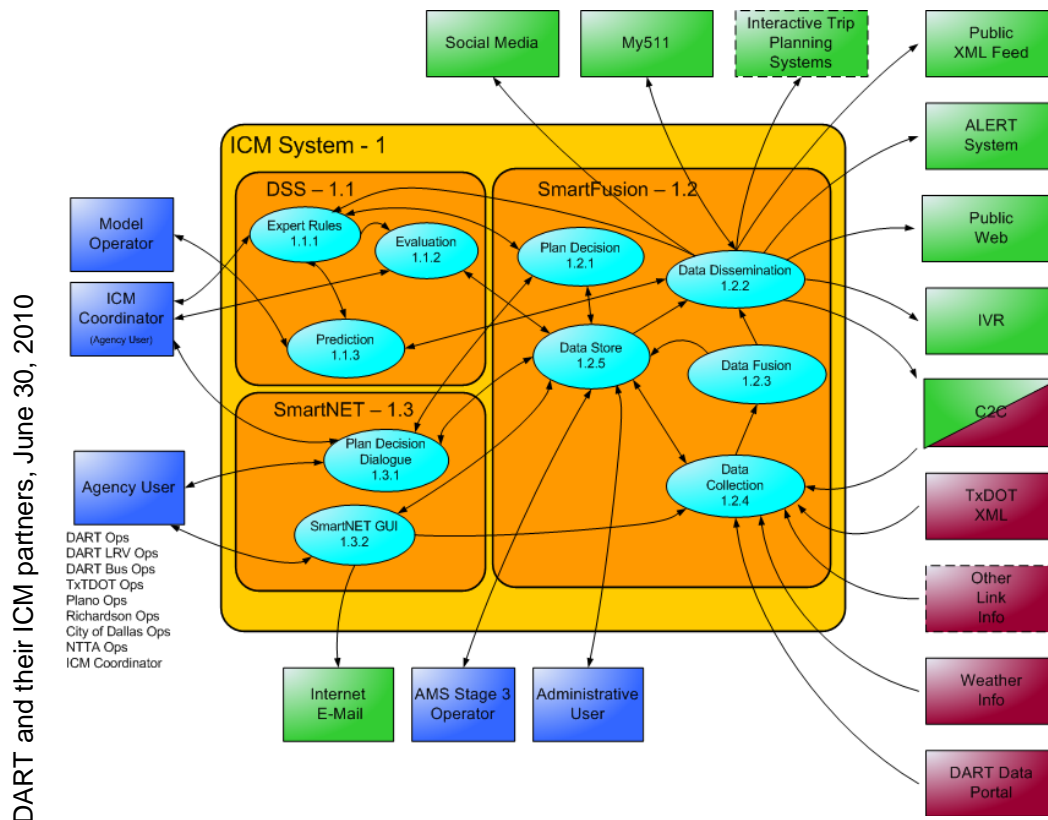 Social Media
My511
Interactive Trip
Planning
Systems
Public
XML Feed
ALERT
System
Public
Web
IVR
C2C
TxDOT
XML
Other
Link
Info
Weather
Info
DART Data
Portal
ICM System - 1
DSS – 1.1
Expert Rules
1.1.1
Evaluation
1.1.2
Prediction
1.1.3
SmartFusion – 1.2
Plan Decision
1.2.1
Data Dissemination
1.2.2
Data Store
1.2.5
Data Fusion
1.2.3
Data
Collection
1.2.4
SmartNET – 1.3
Plan Decision
Dialogue
1.3.1
SmartNET GUI
1.3.2
Model
Operator
ICM
Coordinator
(Agency User)
Agency User
DART Ops
DART LRV Ops
DART Bus Ops
TxTDOT Ops
Plano Ops
Richardson Ops
City of Dallas Ops
NTTA Ops
ICM Coordinator
Internet
E-Mail
AMS Stage 3
Operator
Administrative
User
DART and their ICM partners, June 30, 2010